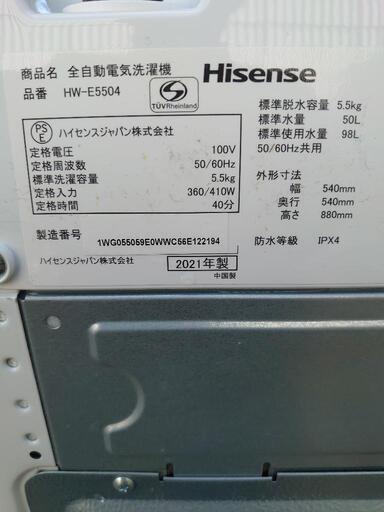 商品名 全自動電気洗濯機
品番 HW-E5504
S
TÜVRheinland
Hisense
PS
E
ハイセンスジャパン株式会社
定格電圧 100V
定格周波数 50/60Hz
標準洗濯容量 5.5kg
定格入力 360/410W
定格時間 40分
標準脱水容量 5.5kg
標準水量 50L
標準使用水量 98L
50/60Hz共用
外形寸法
幅 540mm
奥行 540mm
高さ 880mm
製造番号
1WG055059E0WWC56E122194
防水等級 IPX4
ハイセンスジャパン株式会社
2021年製
中国製